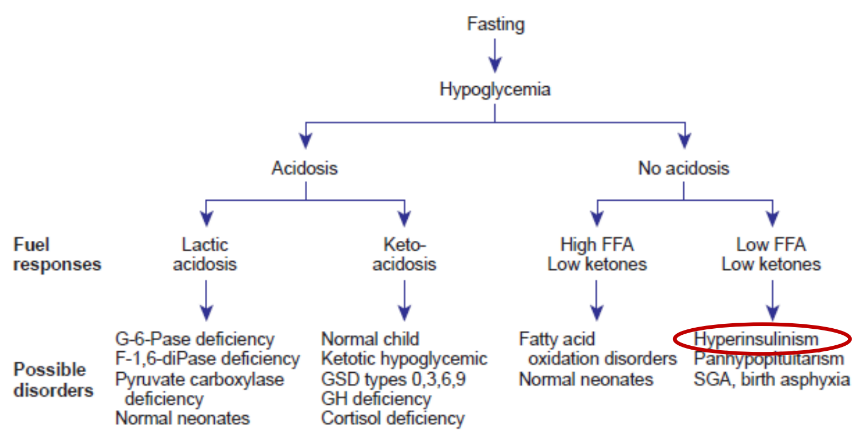 Fasting
Hypoglycemia
Acidosis
No acidosis
Fuel
responses
Lactic
acidosis
Keto-
acidosis
High FFA
Low ketones
Low FFA
Low ketones
Possible
disorders
G-6-Pase deficiency
F-1,6-diPase deficiency
Pyruvate carboxylase
deficiency
Normal neonates
Normal child
Ketotic hypoglycemic
GSD types 0,3,6,9
GH deficiency
Cortisol deficiency
Fatty acid
oxidation disorders
Normal neonates
Hyperinsulinism
Panhypopituitarism
SGA, birth asphyxia